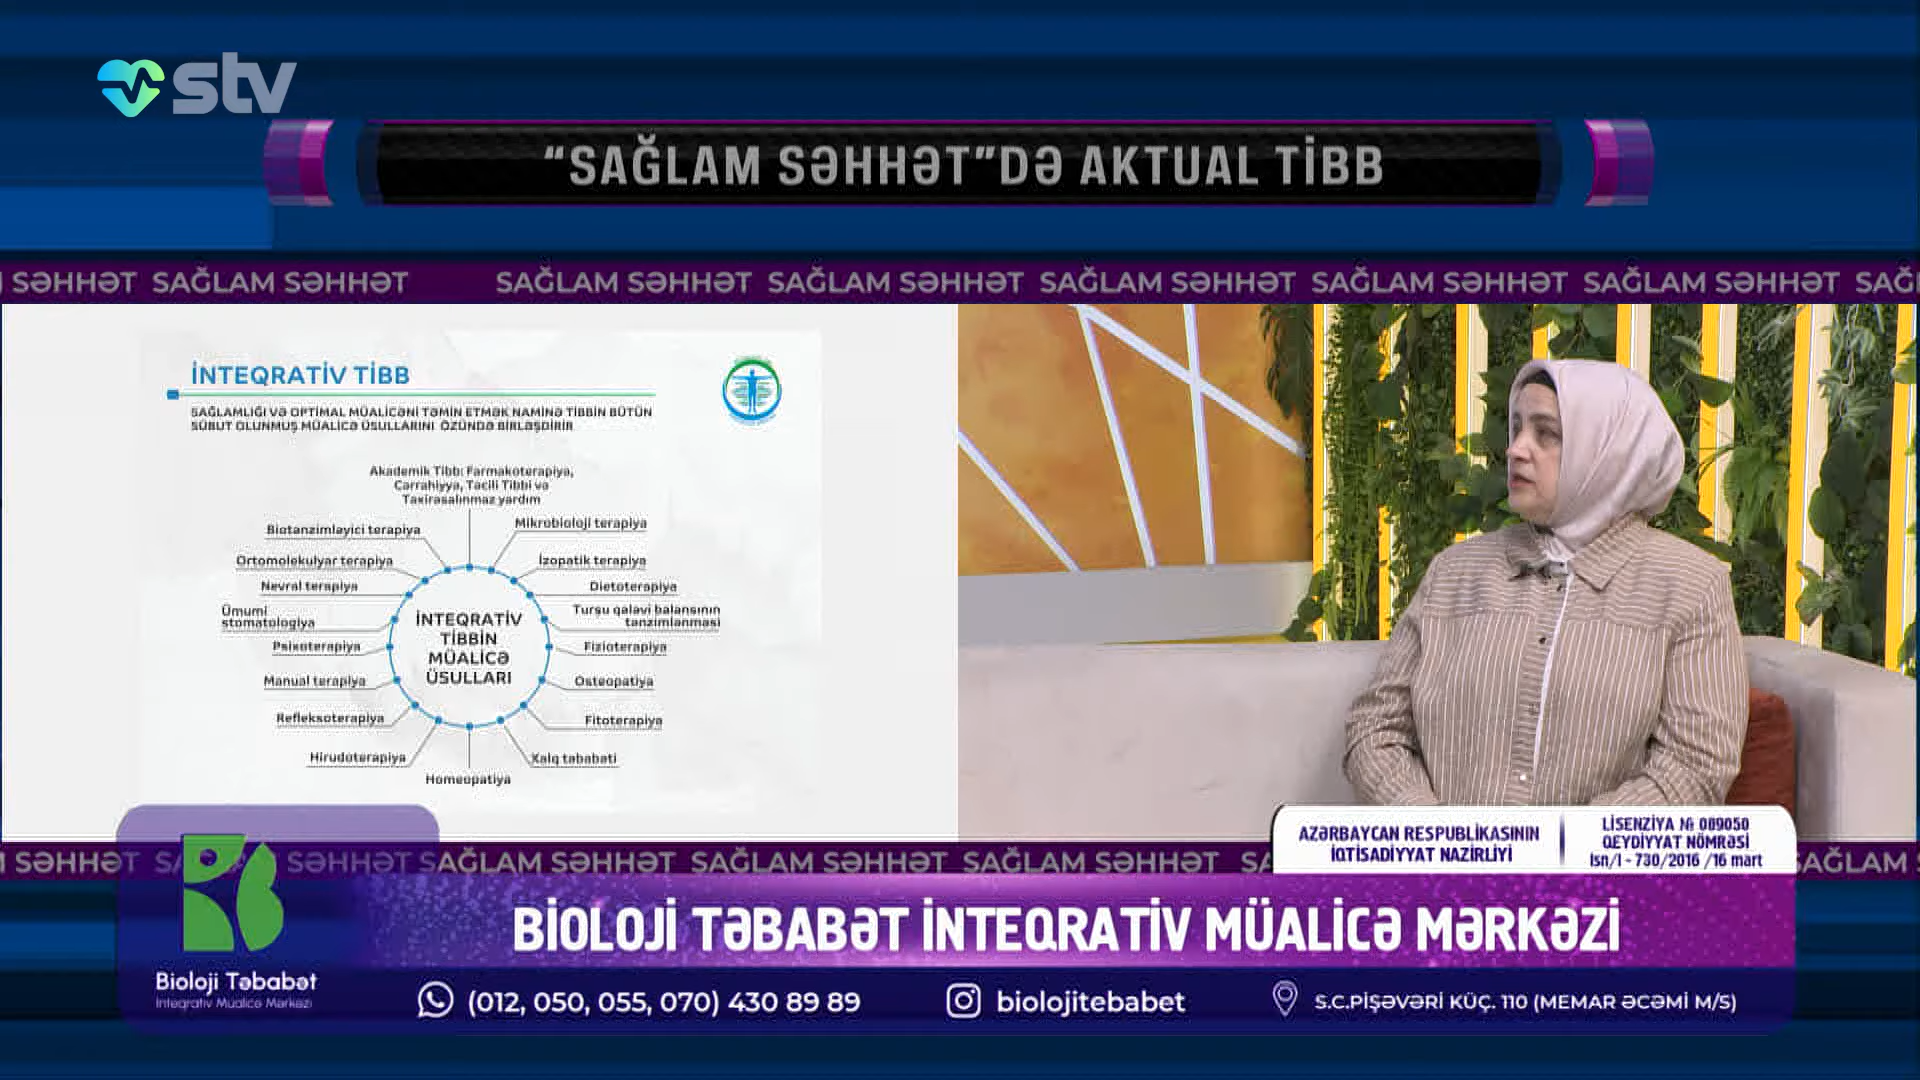 stv
“SAĞLAM SƏHHƏT”DƏ AKTUAL TİBB
SƏHHƏT SAĞLAM SƏHHƏT SAĞLAM SƏHHƏT SAĞLAM SƏHHƏT SAĞLAM SƏHHƏT SAĞLAM SƏHHƏT SAĞLAM SƏHHƏT
İNTEQRATİV TİBB
SAĞLAMLIĞI VƏ OPTİMAL MÜALİCƏNİ TƏMİN ETMƏK NAMİNƏ TİBBİN BÜTÜN
SÜBUT OLUNMUŞ MÜALİCƏ ÜSULLARINI ÖZÜNDƏ BİRLƏŞDİRİR
Akademik Tibb: Farmakoterapiya,
Cərrahiyyə, Təcili Tibbi və
Təxirəsalınmaz yardım
Biotənzimləyici terapiya
Mikrobioloji terapiya
Ortomolekulyar terapiya
İzopatik terapiya
Nevral terapiya
Dietoterapiya
Ümumi
stomatologiya
Turşu qələvi balansının
tənzimlənməsi
Psixoterapiya
Fizioterapiya
Manual terapiya
Osteopatiya
Refleksoterapiya
Fitoterapiya
Hirudoterapiya
Xalq təbabəti
Homeopatiya
İNTEQRATİV
TİBBİN
MÜALİCƏ
ÜSULLARI
SƏHHƏT SƏHHƏT SAĞLAM SƏHHƏT SAĞLAM SƏHHƏT SAĞLAM SƏHHƏT SAĞLAM
AZƏRBAYCAN RESPUBLİKASININ
İQTİSADİYYAT NAZİRLİYİ
LİSENZİYA № 089050
QEYDİYYAT NÖMRƏSİ
İsn/I - 730/2016 /16 mart
BİOLOJİ TƏBABƏT İNTEQRATİV MÜALİCƏ MƏRKƏZİ
Bioloji Təbabət
İnteqrativ Müalicə Mərkəzi
(012, 050, 055, 070) 430 89 89
biolojitebabet
S.C.PİŞƏVƏRİ KÜÇ. 110 (MEMAR ƏCƏMİ M/S)